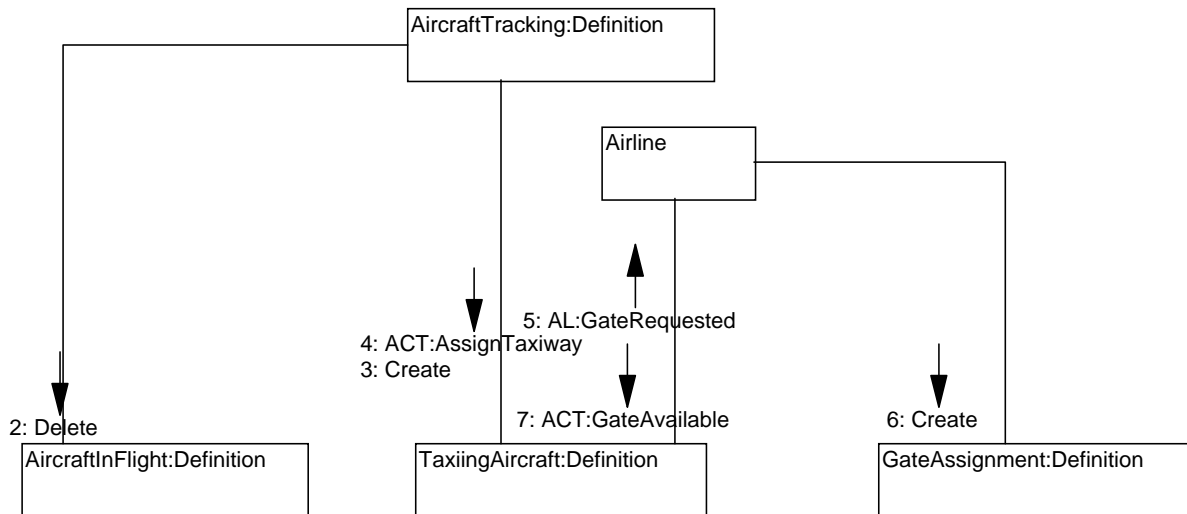 AircraftTracking:Definition
Airline
5: AL:GateRequested
4: ACT:AssignTaxiway
3: Create
7: ACT:GateAvailable
6: Create
2: Delete
AircraftInFlight:Definition
TaxiingAircraft:Definition
GateAssignment:Definition